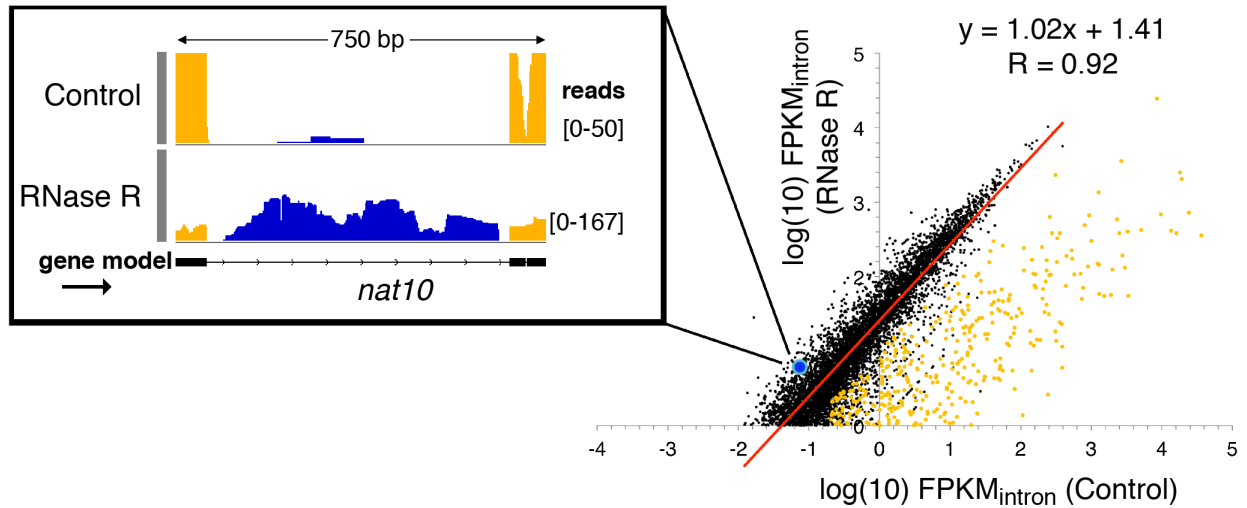 750 bp
Control
reads
[0-50]
RNase R
[0-167]
gene model
nat10
y = 1.02x + 1.41
R = 0.92
log(10) FPKMintron
(RNase R)
5
4
3
2
0
-4 -3 -2 -1 0 1 2 3 4 5
log(10) FPKMintron (Control)